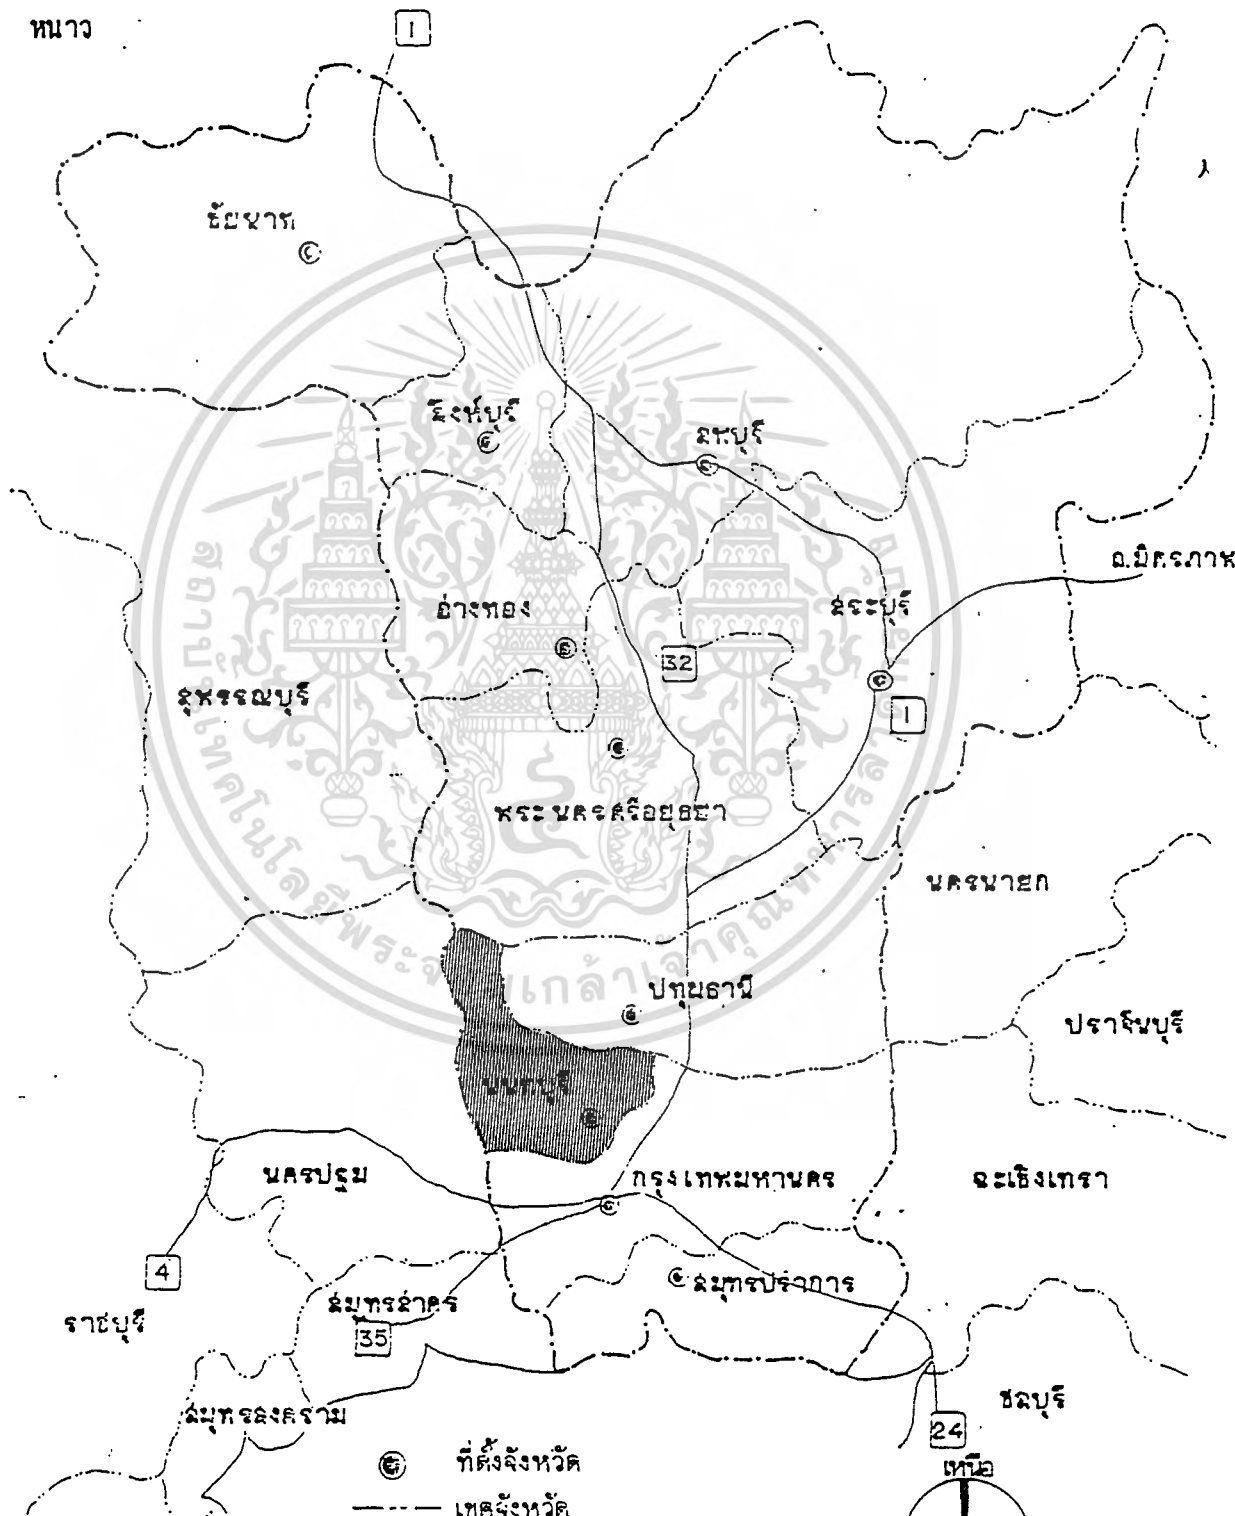 หนาว
1
ชัยนาท
สิงห์บุรี
ลพบุรี
ถ.มิตรภาพ
อ่างทอง
สระบุรี
32
สุพรรณบุรี
1
พระนครศรีอยุธยา
นครนายก
ปทุมธานี
ปราจีนบุรี
นนทบุรี
นครปฐม
กรุงเทพมหานคร
ฉะเชิงเทรา
4
สมุทรปราการ
สมุทรสาคร
ราชบุรี
35
ชลบุรี
สมุทรสงคราม
24
ที่ตั้งจังหวัด
เหนือ
เขตจังหวัด